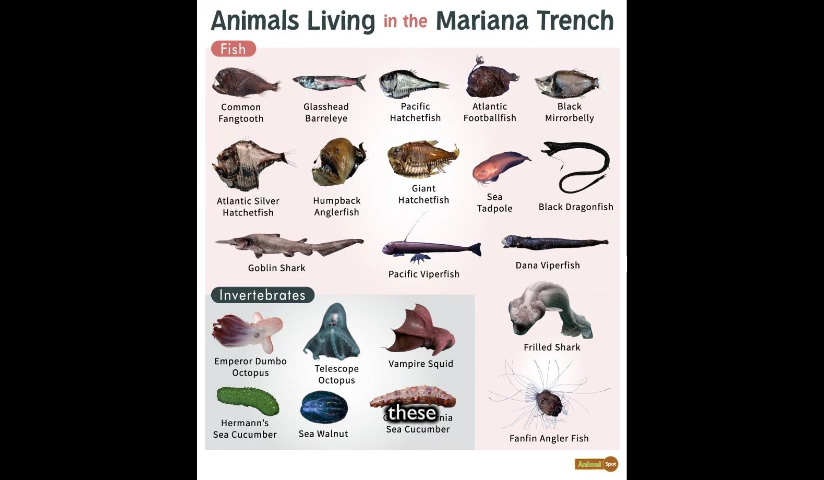 Animals Living in the Mariana Trench
Fish
Common
Fangtooth
Glasshead
Barreleye
Pacific
Hatchetfish
Atlantic
Footballfish
Black
Mirrorbelly
Atlantic Silver
Hatchetfish
Humpback
Anglerfish
Giant
Hatchetfish
Sea
Tadpole
Black Dragonfish
Goblin Shark
Pacific Viperfish
Dana Viperfish
Invertebrates
Frilled Shark
Emperor Dumbo
Octopus
Telescope
Octopus
Vampire Squid
Hermann's
Sea Cucumber
Sea Walnut
these
Sea Cucumber
Fanfin Angler Fish
Animal Spot